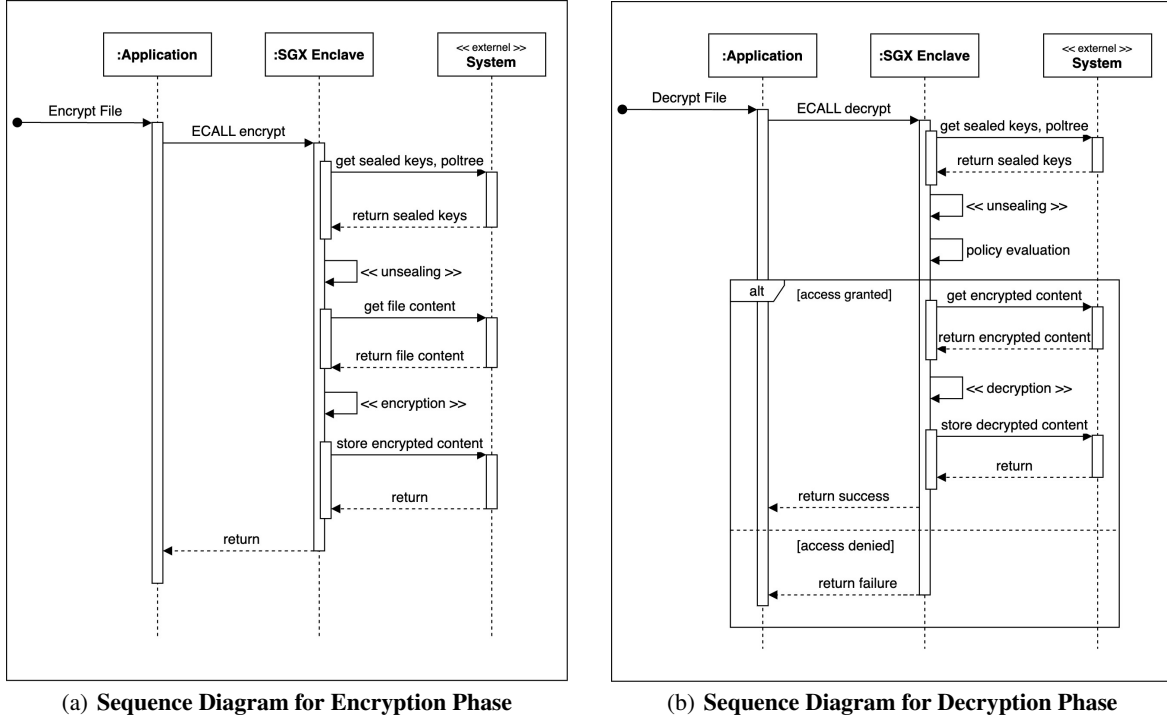 :Application
:SGX Enclave
<< externel >>
System
Encrypt File
ECALL encrypt
get sealed keys, poltree
return sealed keys
<< unsealing >>
get file content
return file content
<< encryption >>
store encrypted content
return
return
(a) Sequence Diagram for Encryption Phase
:Application
:SGX Enclave
<< externel >>
System
Decrypt File
ECALL decrypt
get sealed keys, poltree
return sealed keys
<< unsealing >>
policy evaluation
alt
[access granted]
get encrypted content
return encrypted content
<< decryption >>
store decrypted content
return
return success
[access denied]
return failure
(b) Sequence Diagram for Decryption Phase